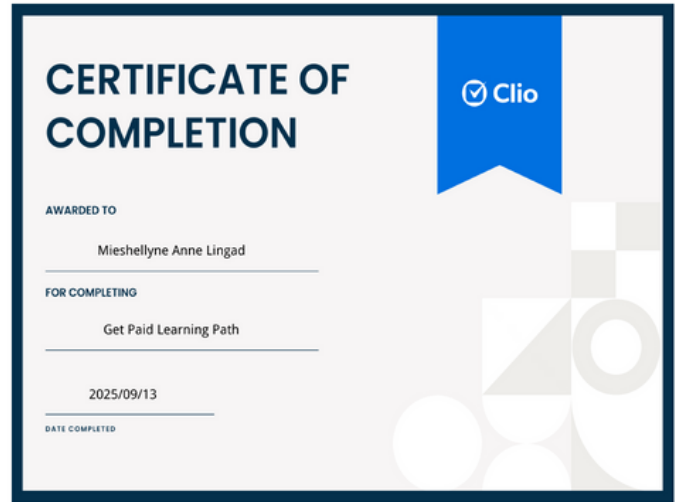 CERTIFICATE OF
COMPLETION
Clio
AWARDED TO
Mieshellyne Anne Lingad
FOR COMPLETING
Get Paid Learning Path
2025/09/13
DATE COMPLETED